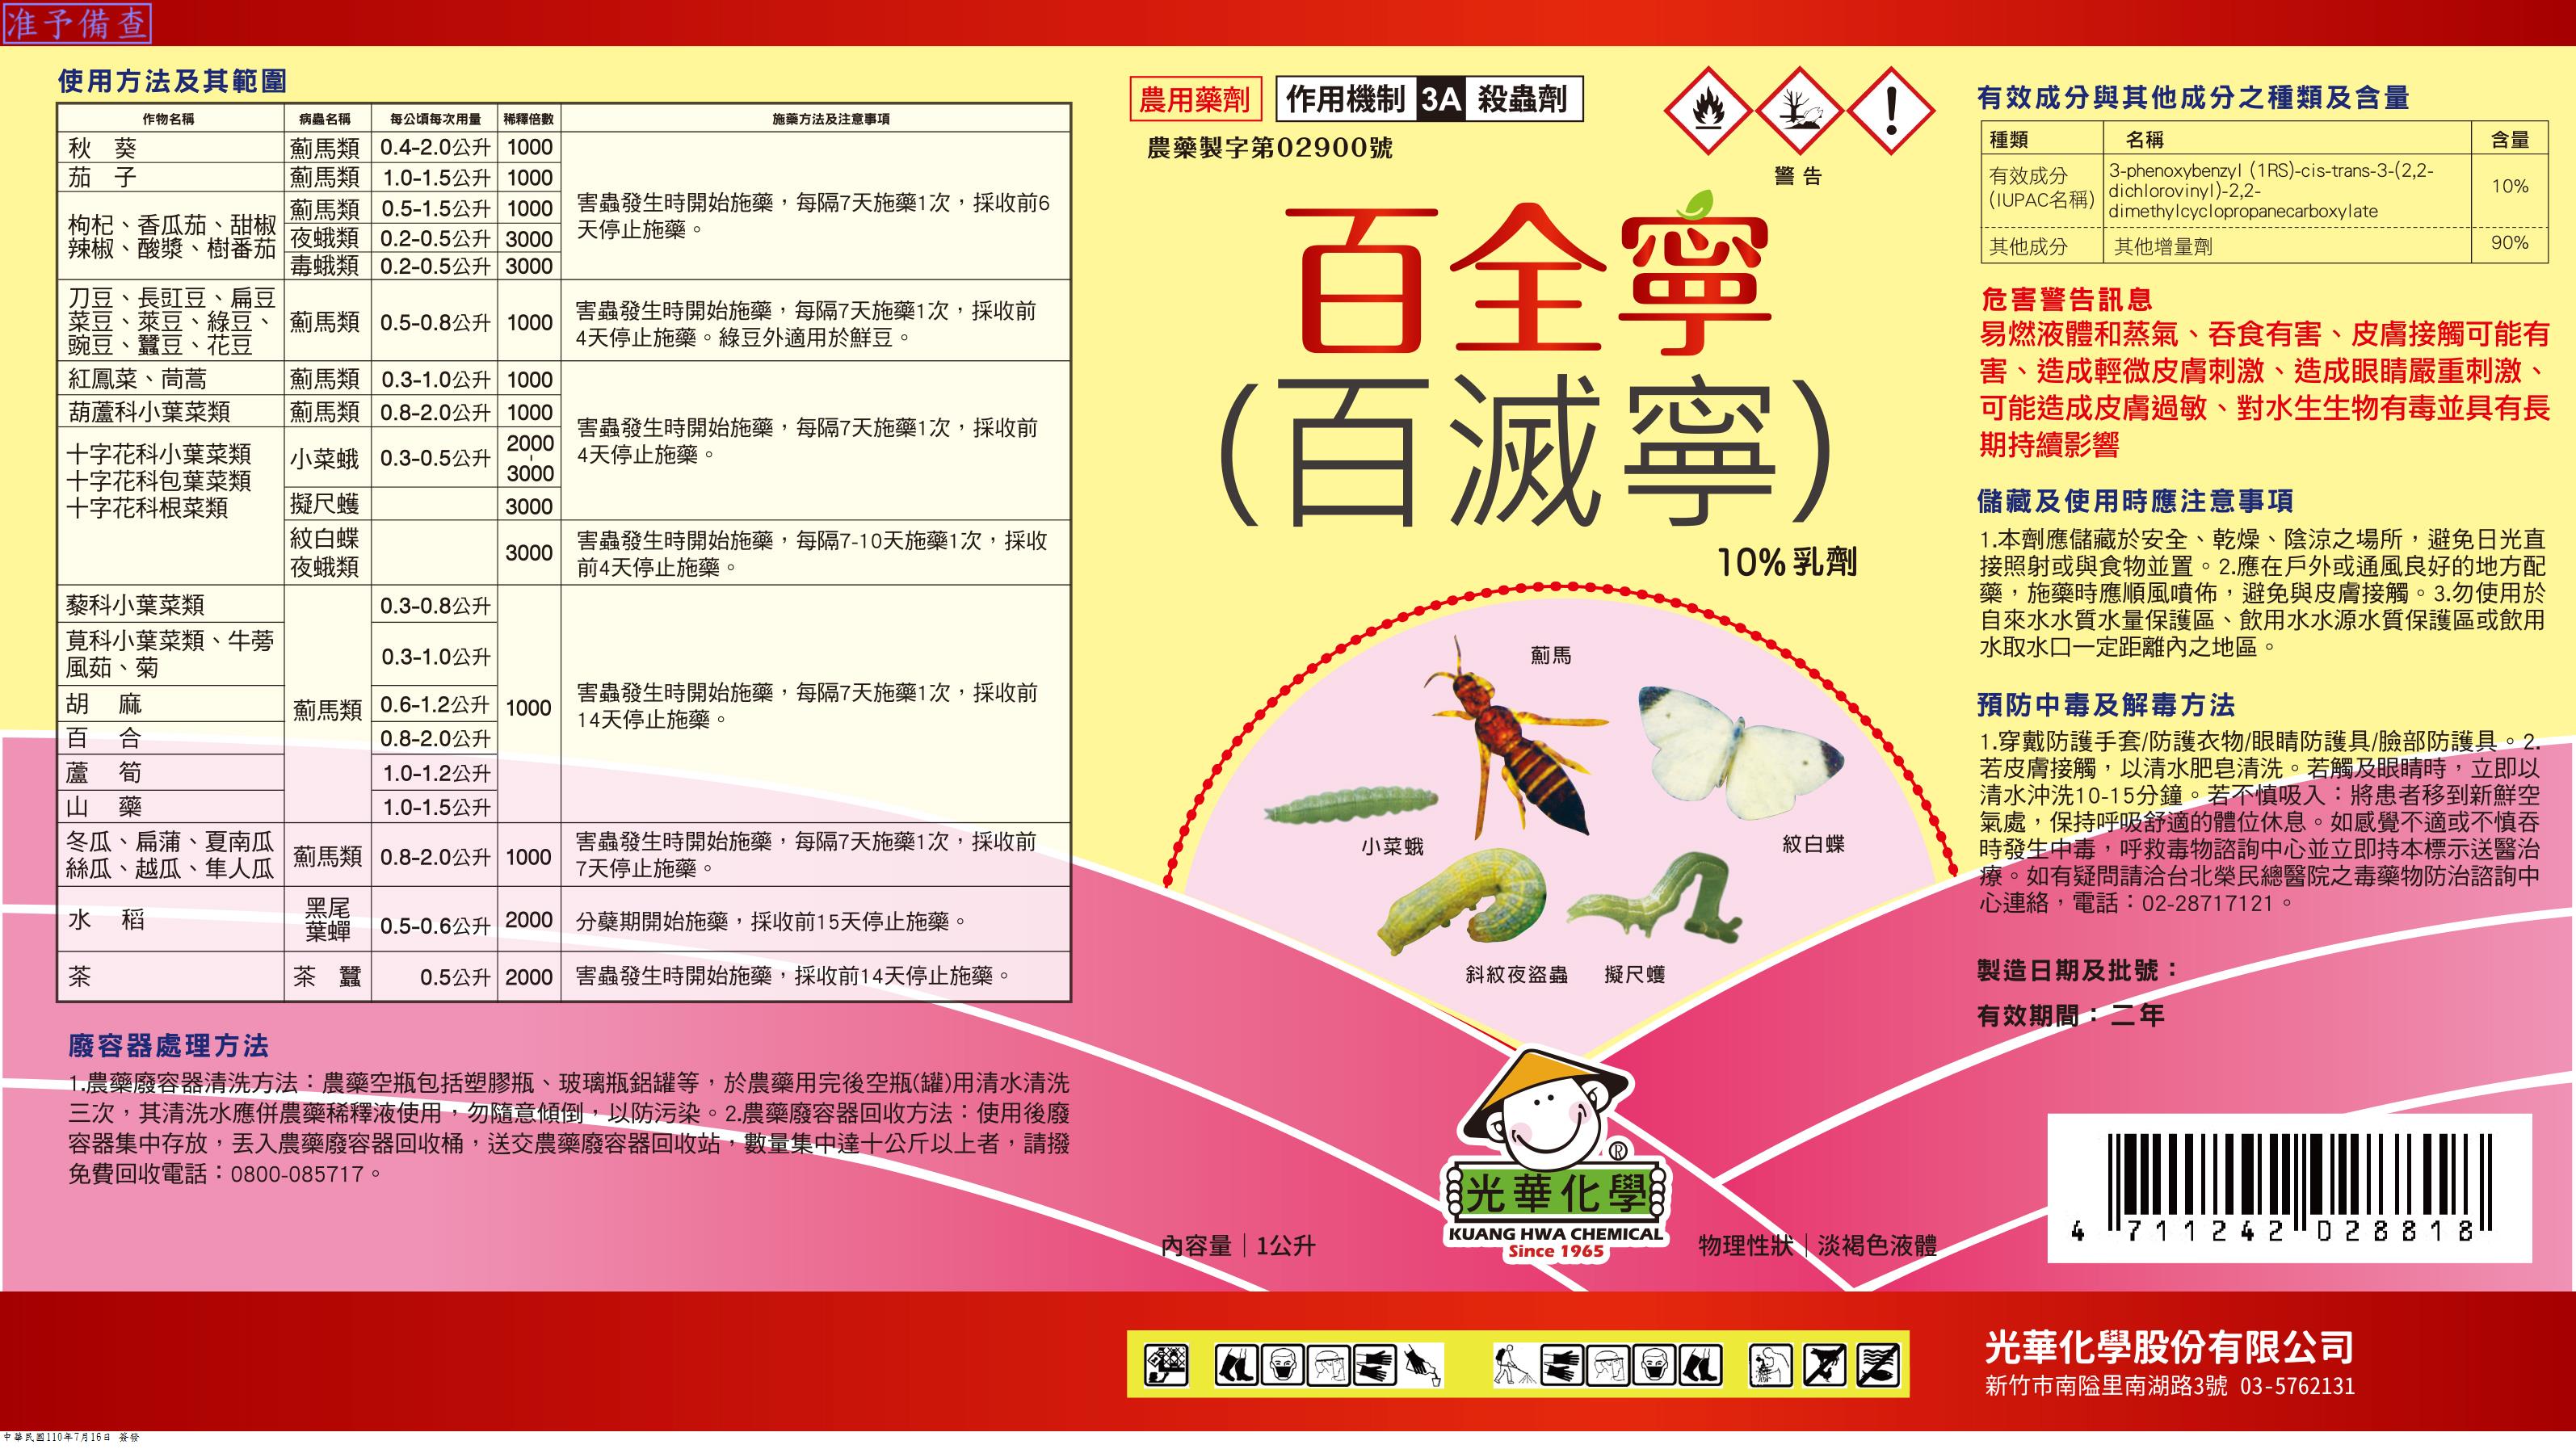 准予備查
使用方法及其範圍
作物名稱 病蟲名稱 每公頃每次用量 稀釋倍數 施藥方法及注意事項
秋　葵 薊馬類 0.4-2.0公升 1000
茄　子 薊馬類 1.0-1.5公升 1000
枸杞、香瓜茄、甜椒
辣椒、酸漿、樹番茄
薊馬類 0.5-1.5公升 1000
夜蛾類 0.2-0.5公升 3000
毒蛾類 0.2-0.5公升 3000
害蟲發生時開始施藥，每隔7天施藥1次，採收前6
天停止施藥。
刀豆、長豇豆、扁豆
菜豆、萊豆、綠豆、
豌豆、蠶豆、花豆
薊馬類 0.5-0.8公升 1000
害蟲發生時開始施藥，每隔7天施藥1次，採收前
4天停止施藥。綠豆外適用於鮮豆。
紅鳳菜、茼蒿 薊馬類 0.3-1.0公升 1000
葫蘆科小葉菜類 薊馬類 0.8-2.0公升 1000
十字花科小葉菜類
十字花科包葉菜類
十字花科根菜類
小菜蛾 0.3-0.5公升 2000
-
3000
擬尺蠖 3000
害蟲發生時開始施藥，每隔7天施藥1次，採收前
4天停止施藥。
紋白蝶
夜蛾類
3000
害蟲發生時開始施藥，每隔7-10天施藥1次，採收
前4天停止施藥。
藜科小葉菜類 0.3-0.8公升
莧科小葉菜類、牛蒡
風茹、菊
0.3-1.0公升
胡　麻 0.6-1.2公升
薊馬類 1000
百　合 0.8-2.0公升
蘆　筍 1.0-1.2公升
山　藥 1.0-1.5公升
害蟲發生時開始施藥，每隔7天施藥1次，採收前
14天停止施藥。
冬瓜、扁蒲、夏南瓜
絲瓜、越瓜、隼人瓜
薊馬類 0.8-2.0公升 1000
害蟲發生時開始施藥，每隔7天施藥1次，採收前
7天停止施藥。
水　稻 黑尾
葉蟬
0.5-0.6公升 2000 分蘗期開始施藥，採收前15天停止施藥。
茶 茶　蠶 0.5公升 2000 害蟲發生時開始施藥，採收前14天停止施藥。
廢容器處理方法
1.農藥廢容器清洗方法：農藥空瓶包括塑膠瓶、玻璃瓶鋁罐等，於農藥用完後空瓶(罐)用清水清洗
三次，其清洗水應併農藥稀釋液使用，勿隨意傾倒，以防污染。2.農藥廢容器回收方法：使用後廢
容器集中存放，丟入農藥廢容器回收桶，送交農藥廢容器回收站，數量集中達十公斤以上者，請撥
免費回收電話：0800-085717。
農用藥劑 作用機制 3A 殺蟲劑
農藥製字第02900號
警告
百全寧
(百滅寧)
10%乳劑
薊馬
小菜蛾
紋白蝶
斜紋夜盜蟲
擬尺蠖
®
光華化學
KUANG HWA CHEMICAL
Since 1965
內容量｜1公升
物理性狀｜淡褐色液體
有效成分與其他成分之種類及含量
種類 名稱 含量
有效成分
(IUPAC名稱)
3-phenoxybenzyl (1RS)-cis-trans-3-(2,2-
dichlorovinyl)-2,2-
dimethylcyclopropanecarboxylate
10%
其他成分 其他增量劑 90%
危害警告訊息
易燃液體和蒸氣、吞食有害、皮膚接觸可能有
害、造成輕微皮膚刺激、造成眼睛嚴重刺激、
可能造成皮膚過敏、對水生生物有毒並具有長
期持續影響
儲藏及使用時應注意事項
1.本劑應儲藏於安全、乾燥、陰涼之場所，避免日光直
接照射或與食物並置。2.應在戶外或通風良好的地方配
藥，施藥時應順風噴佈，避免與皮膚接觸。3.勿使用於
自來水水質水量保護區、飲用水水源水質保護區或飲用
水取水口一定距離內之地區。
預防中毒及解毒方法
1.穿戴防護手套/防護衣物/眼睛防護具/臉部防護具。2.
若皮膚接觸，以清水肥皂清洗。若觸及眼睛時，立即以
清水沖洗10-15分鐘。若不慎吸入：將患者移到新鮮空
氣處，保持呼吸舒適的體位休息。如感覺不適或不慎吞
時發生中毒，呼救毒物諮詢中心並立即持本標示送醫治
療。如有疑問請洽台北榮民總醫院之毒藥物防治諮詢中
心連絡，電話：02-28717121。
製造日期及批號：
有效期間：二年
4 711242 028818
光華化學股份有限公司
新竹市南隘里南湖路3號 03-5762131
中華民國110年7月16日 簽發